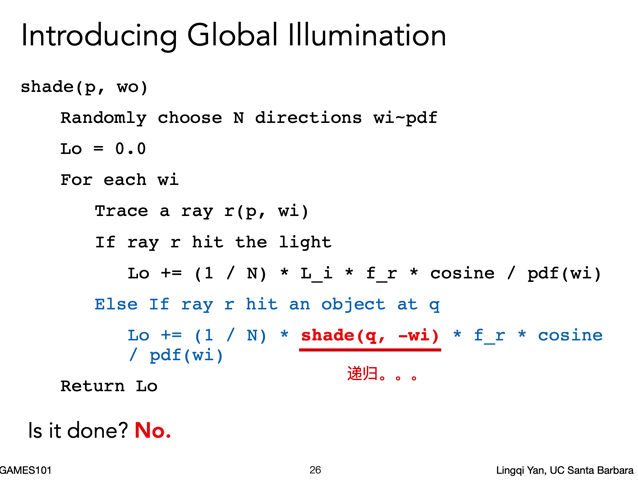 Introducing Global Illumination
shade(p, wo)
Randomly choose N directions wi~pdf
Lo = 0.0
For each wi
Trace a ray r(p, wi)
If ray r hit the light
Lo += (1 / N) * L_i * f_r * cosine / pdf(wi)
Else If ray r hit an object at q
Lo += (1 / N) * shade(q, -wi) * f_r * cosine
/ pdf(wi)
递归。。。
Return Lo
Is it done? No.
GAMES101
26
Lingqi Yan, UC Santa Barbara